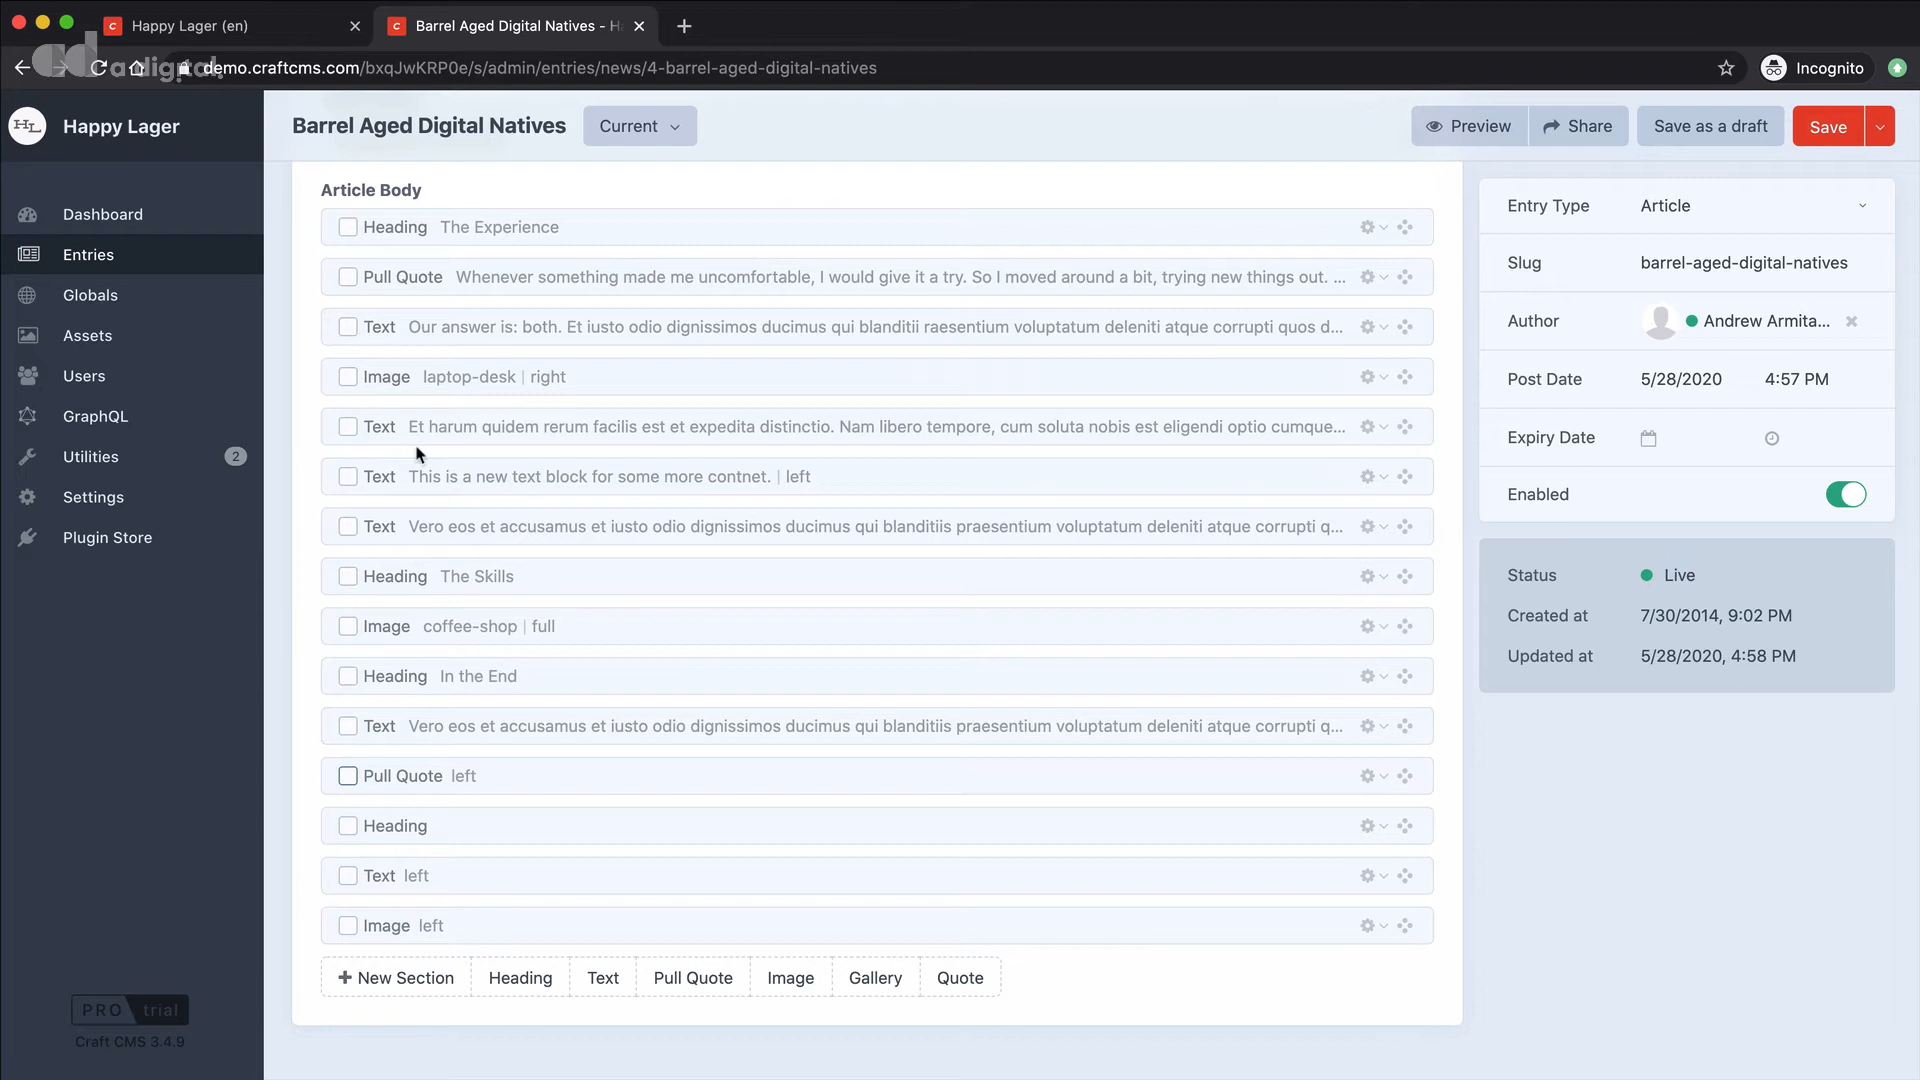 Happy Lager (en)
Barrel Aged Digital Natives - H
adigital.
demo.craftcms.com/bxqJwKRP0e/s/admin/entries/news/4-barrel-aged-digital-natives
Incognito
HL
Happy Lager
Barrel Aged Digital Natives
Current
Preview
Share
Save as a draft
Save
Dashboard
Entries
Globals
Assets
Users
GraphQL
Utilities 2
Settings
Plugin Store
PRO trial
Craft CMS 3.4.9
Article Body
Heading The Experience
Pull Quote Whenever something made me uncomfortable, I would give it a try. So I moved around a bit, trying new things out. ...
Text Our answer is: both. Et iusto odio dignissimos ducimus qui blanditii raesentium voluptatum deleniti atque corrupti quos d...
Image laptop-desk | right
Text Et harum quidem rerum facilis est et expedita distinctio. Nam libero tempore, cum soluta nobis est eligendi optio cumque...
Text This is a new text block for some more contnet. | left
Text Vero eos et accusamus et iusto odio dignissimos ducimus qui blanditiis praesentium voluptatum deleniti atque corrupti q...
Heading The Skills
Image coffee-shop | full
Heading In the End
Text Vero eos et accusamus et iusto odio dignissimos ducimus qui blanditiis praesentium voluptatum deleniti atque corrupti q...
Pull Quote left
Heading
Text left
Image left
+ New Section Heading Text Pull Quote Image Gallery Quote
Entry Type Article
Slug barrel-aged-digital-natives
Author Andrew Armita...
Post Date 5/28/2020 4:57 PM
Expiry Date
Enabled
Status Live
Created at 7/30/2014, 9:02 PM
Updated at 5/28/2020, 4:58 PM